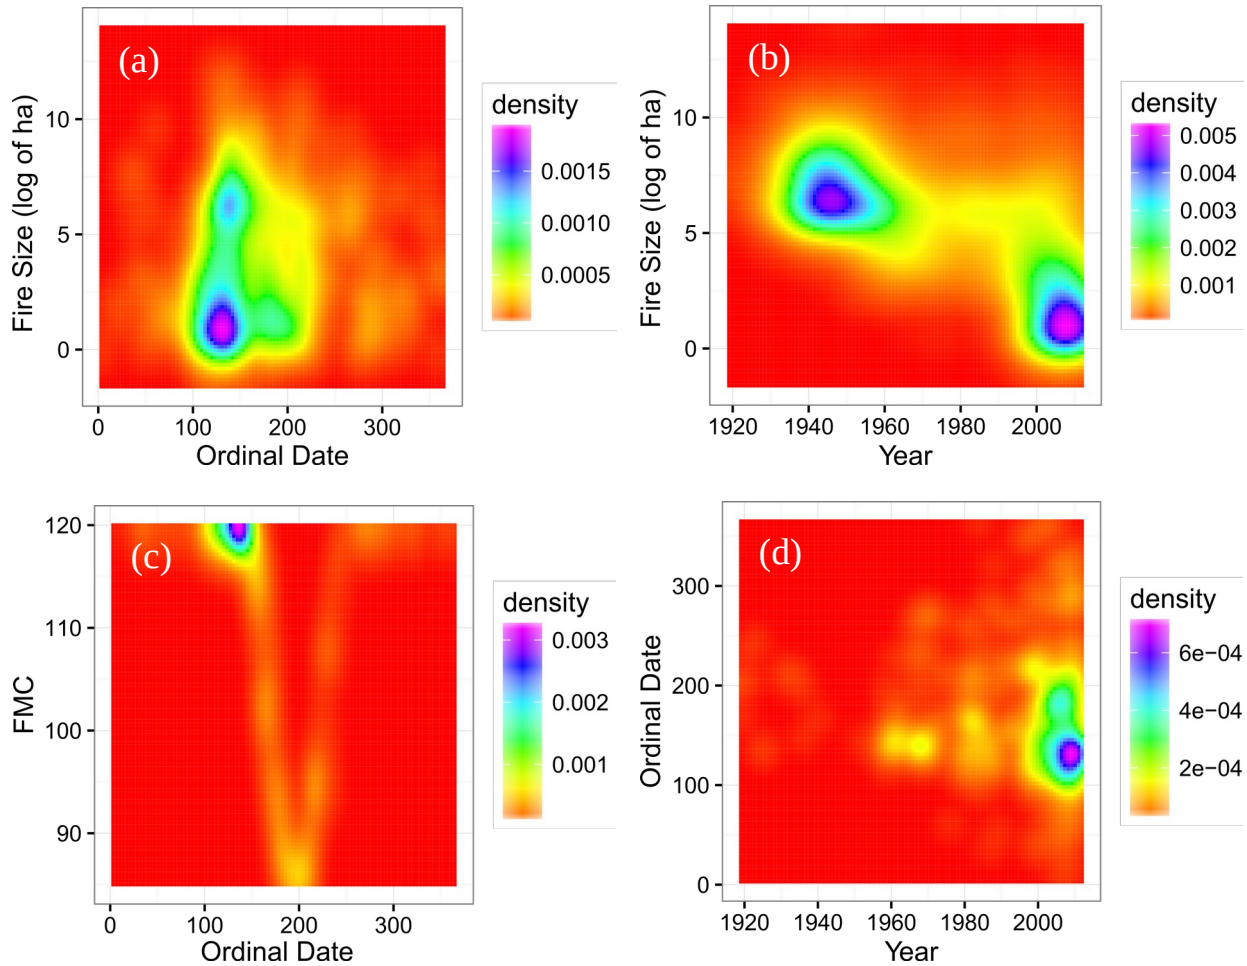 (a)
Fire Size (log of ha)
10
5
0
0 100 200 300
Ordinal Date
density
0.0015
0.0010
0.0005
(b)
Fire Size (log of ha)
10
5
0
1920 1940 1960 1980 2000
Year
density
0.005
0.004
0.003
0.002
0.001
(c)
FMC
120
110
100
90
0 100 200 300
Ordinal Date
density
0.003
0.002
0.001
(d)
Ordinal Date
300
200
100
0
1920 1940 1960 1980 2000
Year
density
6e−04
4e−04
2e−04